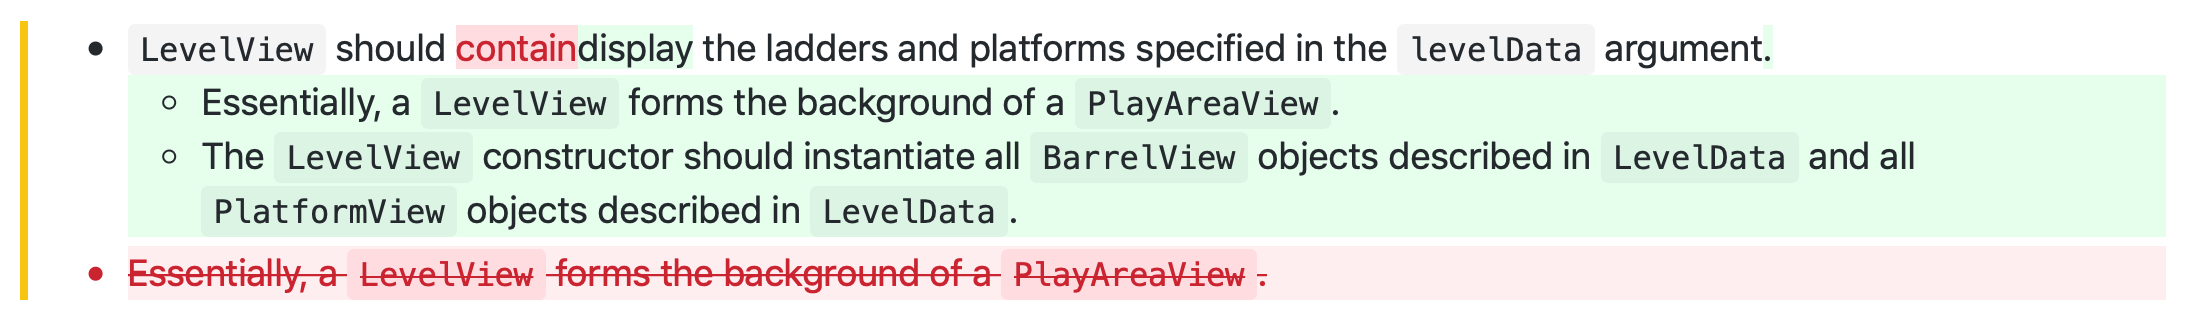 • LevelView should containdisplay the ladders and platforms specified in the levelData argument.
◦ Essentially, a LevelView forms the background of a PlayAreaView.
◦ The LevelView constructor should instantiate all BarrelView objects described in LevelData and all
PlatformView objects described in LevelData.
• Essentially, a LevelView forms the background of a PlayAreaView.